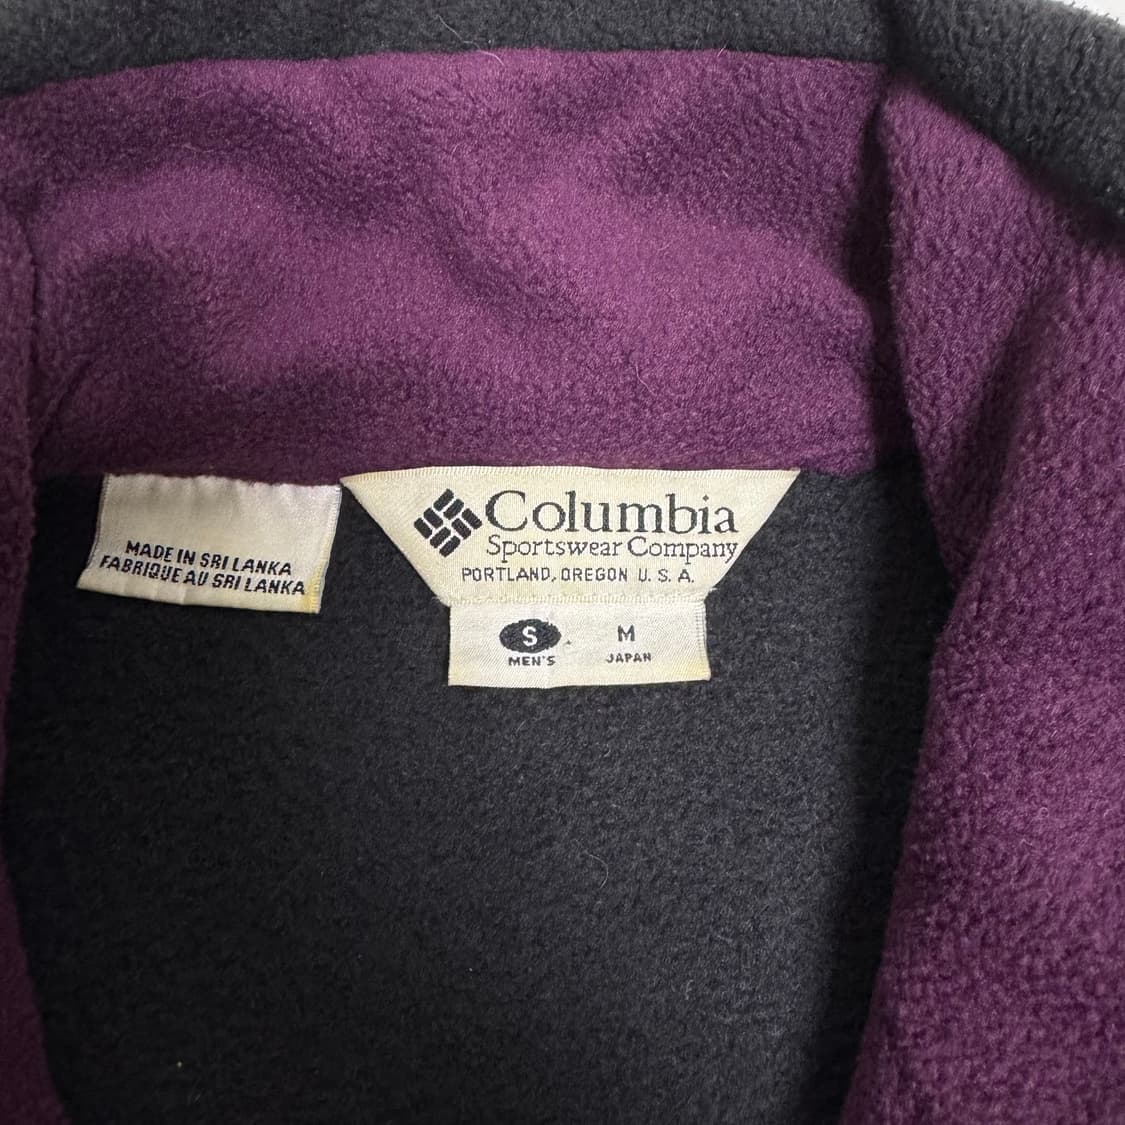 MADE IN SRI LANKA
FABRIQUE AU SRI LANKA
Columbia
Sportswear Company
PORTLAND, OREGON U. S. A.
S M
MEN'S JAPAN